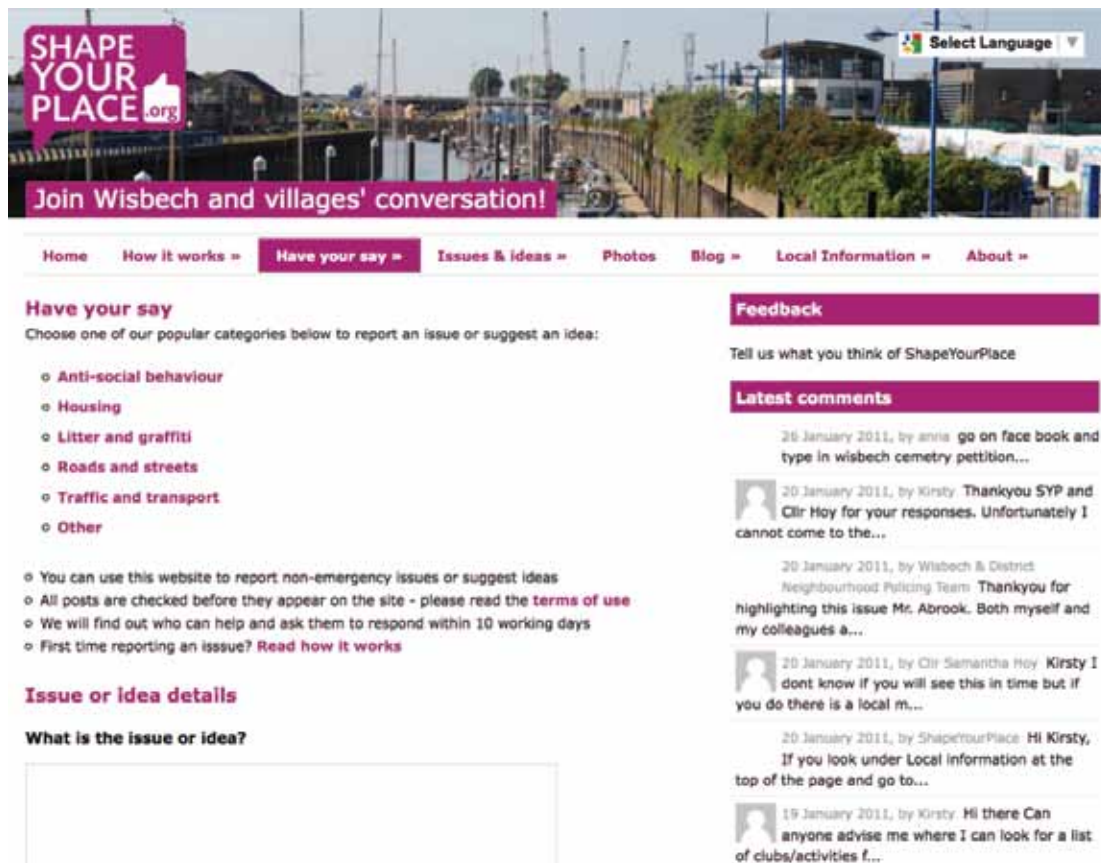 SHAPE
YOUR
PLACE .org
Select Language
Join Wisbech and villages' conversation!
Home How it works » Have your say » Issues & ideas » Photos Blog » Local Information » About »
Have your say
Choose one of our popular categories below to report an issue or suggest an idea:
Anti-social behaviour
Housing
Litter and graffiti
Roads and streets
Traffic and transport
Other
You can use this website to report non-emergency issues or suggest ideas
All posts are checked before they appear on the site - please read the terms of use
We will find out who can help and ask them to respond within 10 working days
First time reporting an isssue? Read how it works
Issue or idea details
What is the issue or idea?
Feedback
Tell us what you think of ShapeYourPlace
Latest comments
26 January 2011, by anna go on face book and
type in wisbech cemetry pettition...
20 January 2011, by Kirsty Thankyou SYP and
Cllr Hoy for your responses. Unfortunately I
cannot come to the...
20 January 2011, by Wisbech & District
Neighbourhood Policing Team Thankyou for
highlighting this issue Mr. Abrook. Both myself and
my colleagues a...
20 January 2011, by Cllr Samantha Hoy Kirsty I
dont know if you will see this in time but if
you do there is a local m...
20 January 2011, by ShapeYourPlace Hi Kirsty,
If you look under Local information at the
top of the page and go to...
19 January 2011, by Kirsty Hi there Can
anyone advise me where I can look for a list
of clubs/activities f...